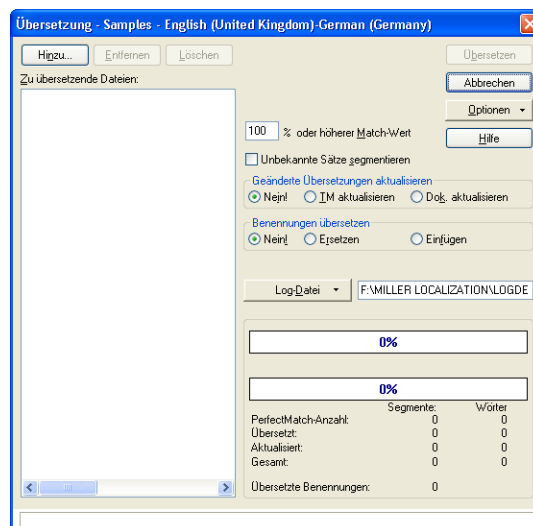 Übersetzung - Samples - English (United Kingdom)-German (Germany)
Hinzu... Entfernen Löschen Übersetzen
Zu übersetzende Dateien: Abbrechen
Optionen
100 % oder höherer Match-Wert Hilfe
Unbekannte Sätze segmentieren
Geänderte Übersetzungen aktualisieren
Nein! TM aktualisieren Dok. aktualisieren
Benennungen übersetzen
Nein! Ersetzen Einfügen
Log-Datei F:\MILLER LOCALIZATION\LOGDE
0%
0%
Segmente: Wörter
PerfectMatch-Anzahl: 0 0
Übersetzt: 0 0
Aktualisiert: 0 0
Gesamt: 0 0
Übersetzte Benennungen: 0